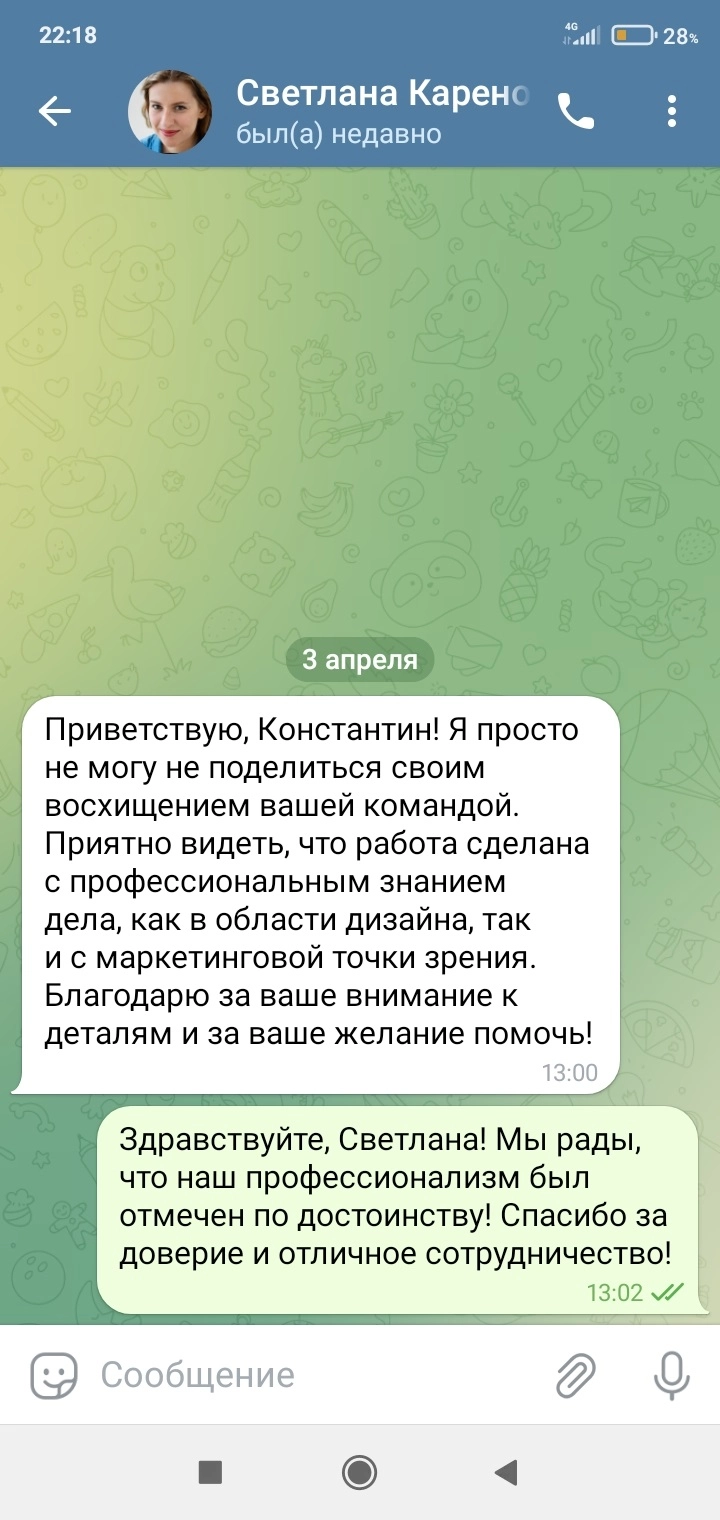 22:18
4G
28%
Светлана Карено
был(а) недавно
3 апреля
Приветствую, Константин! Я просто
не могу не поделиться своим
восхищением вашей командой.
Приятно видеть, что работа сделана
с профессиональным знанием
дела, как в области дизайна, так
и с маркетинговой точки зрения.
Благодарю за ваше внимание к
деталям и за ваше желание помочь!
13:00
Здравствуйте, Светлана! Мы рады,
что наш профессионализм был
отмечен по достоинству! Спасибо за
доверие и отличное сотрудничество!
13:02
Сообщение